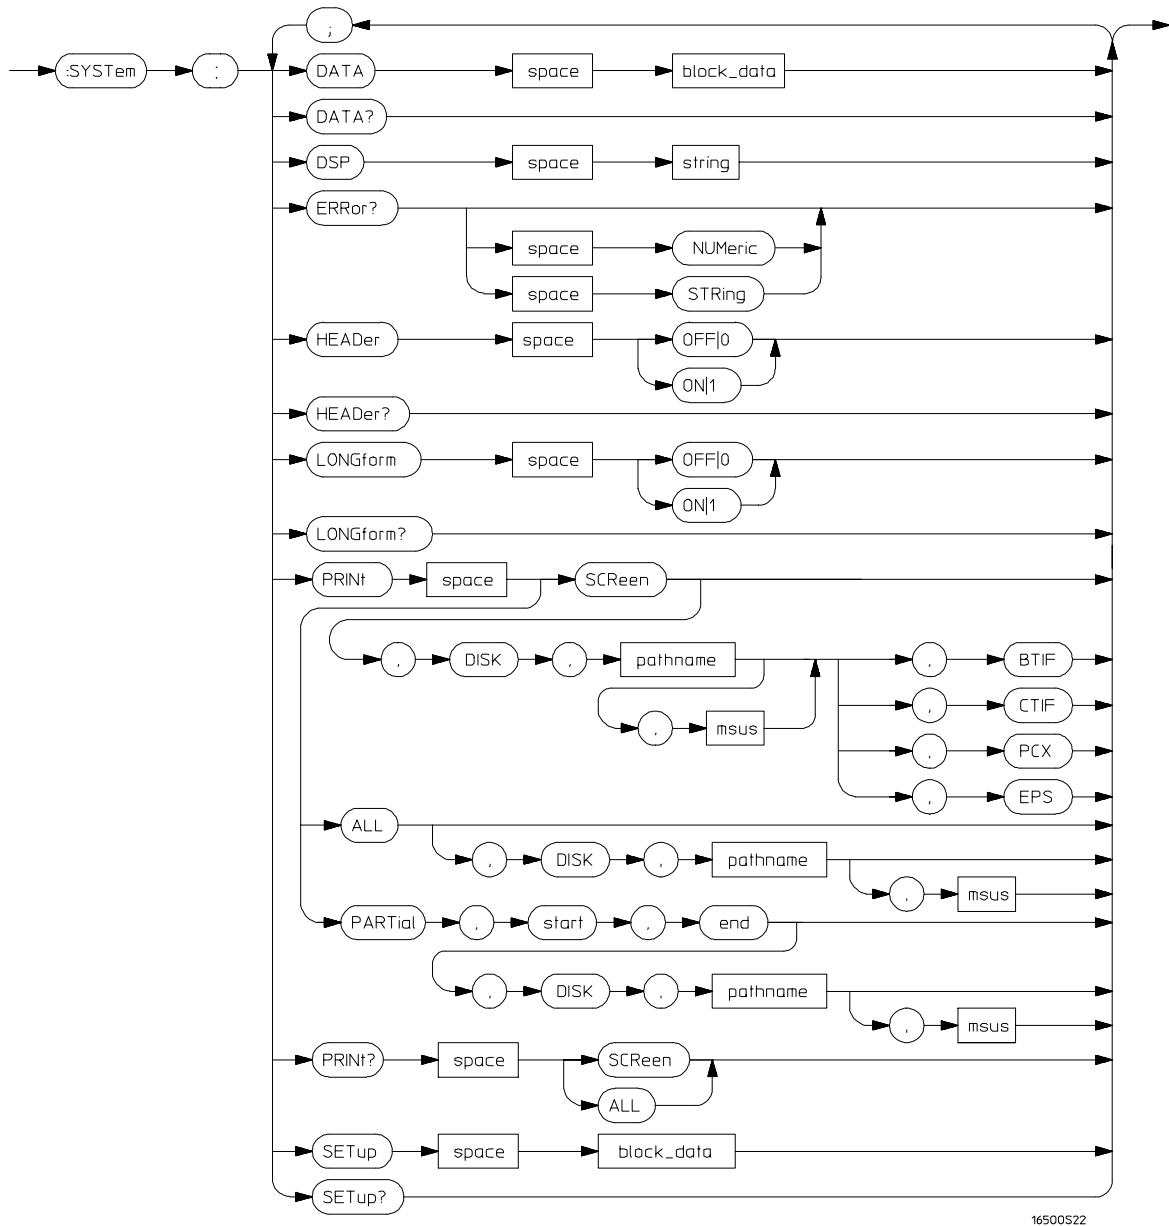 ;
:SYSTem : DATA space block_data
DATA?
DSP space string
ERRor?
space NUMeric
space STRing
HEADer space OFF|0
ON|1
HEADer?
LONGform space OFF|0
ON|1
LONGform?
PRINt space SCReen
, DISK , pathname , BTIF
, CTIF
, msus
, PCX
, EPS
ALL
, DISK , pathname
, msus
PARTial , start , end
, DISK , pathname
, msus
PRINt? space SCReen
ALL
SETup space block_data
SETup?
16500S22